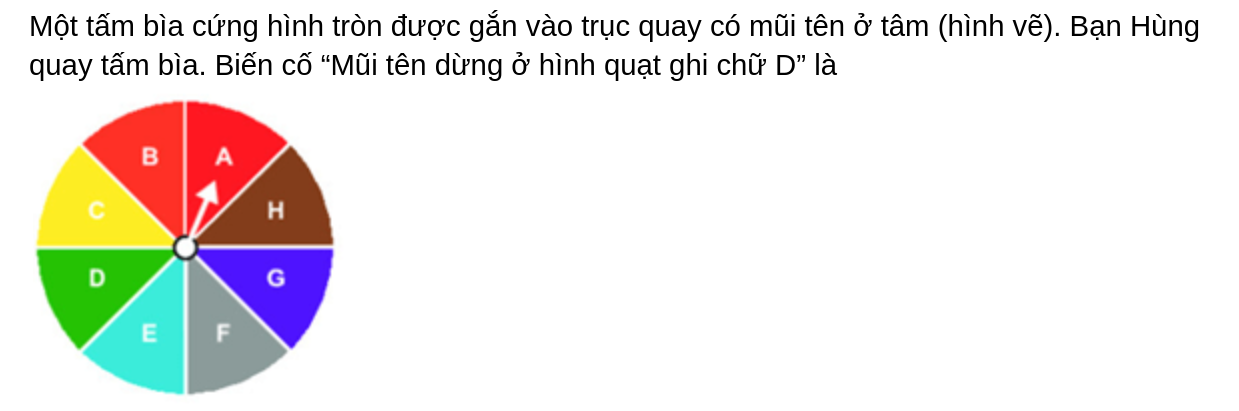 Một tấm bìa cứng hình tròn được gắn vào trục quay có mũi tên ở tâm (hình vẽ). Bạn Hùng
quay tấm bìa. Biến cố “Mũi tên dừng ở hình quạt ghi chữ D” là
B A
C H
D G
E F